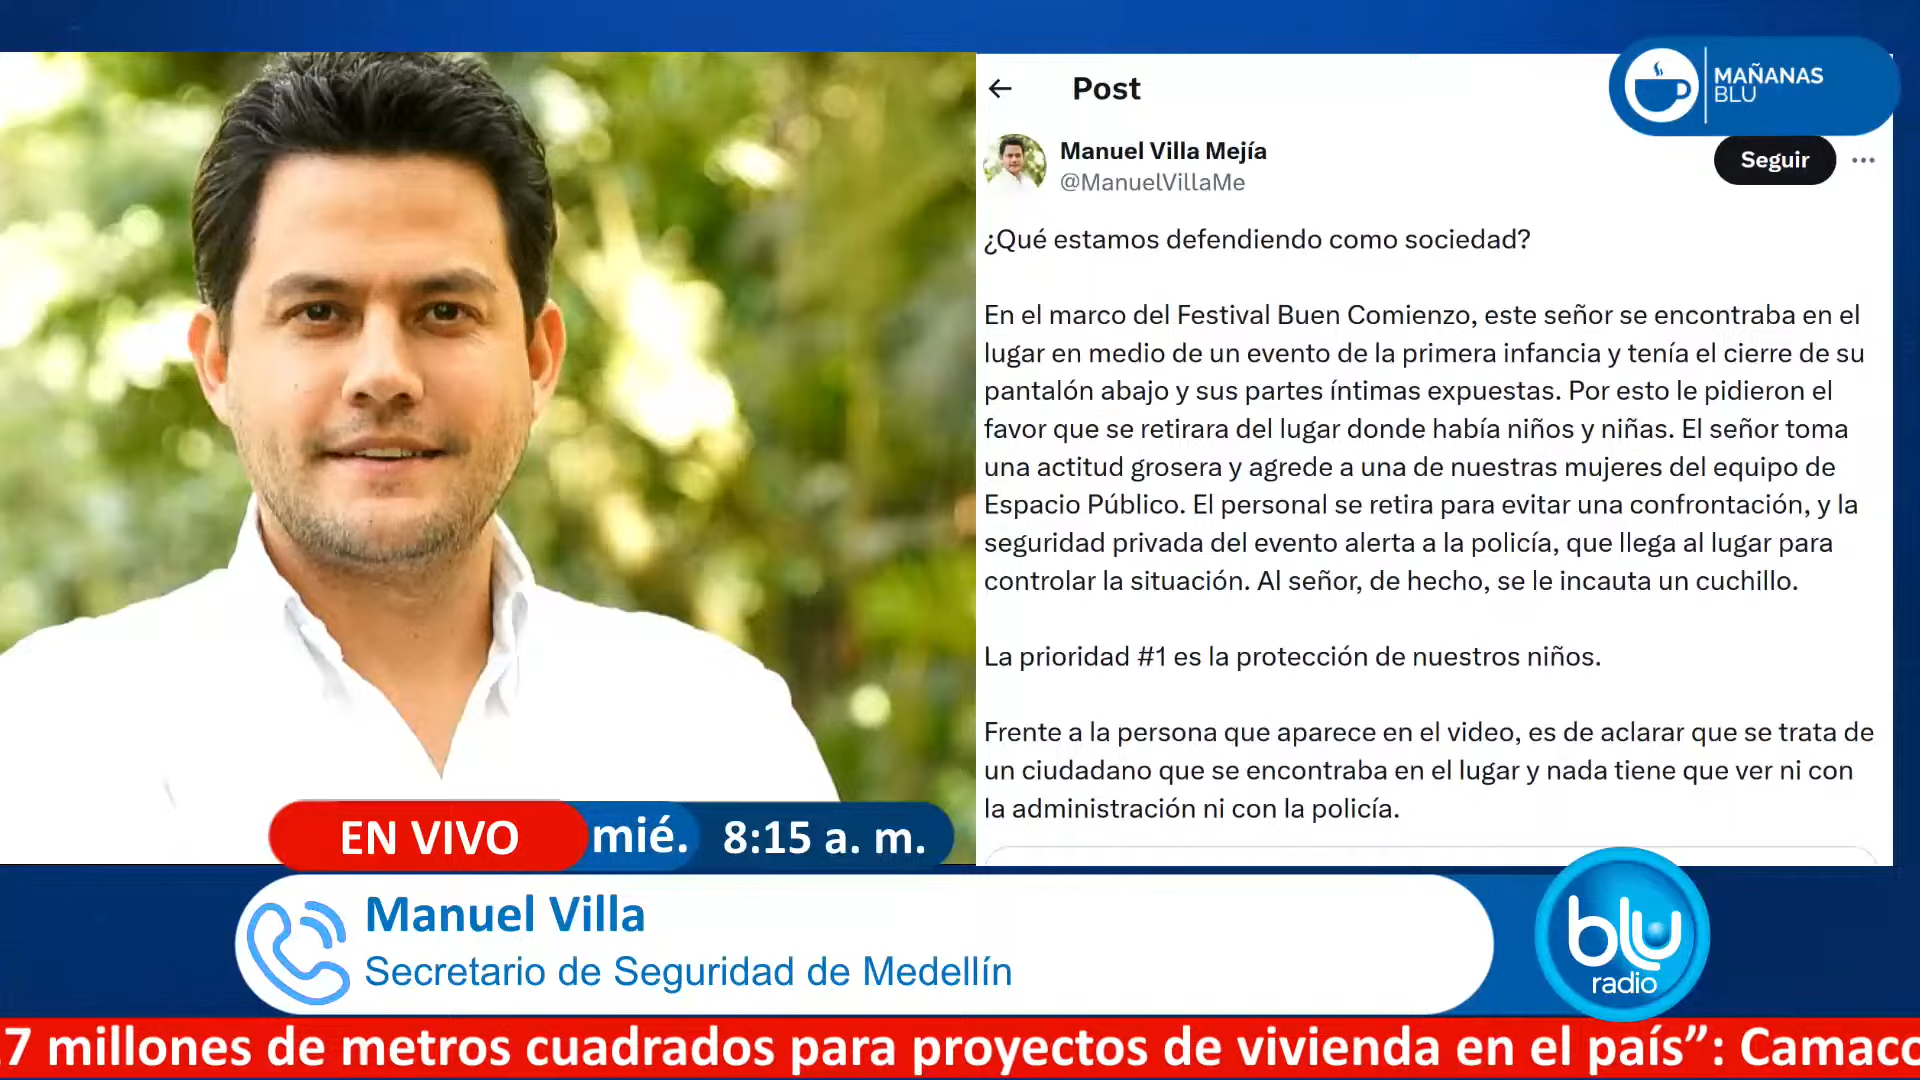 MAÑANAS
BLU
Post
Manuel Villa Mejía
@ManuelVillaMe
Seguir
¿Qué estamos defendiendo como sociedad?
En el marco del Festival Buen Comienzo, este señor se encontraba en el
lugar en medio de un evento de la primera infancia y tenía el cierre de su
pantalón abajo y sus partes íntimas expuestas. Por esto le pidieron el
favor que se retirara del lugar donde había niños y niñas. El señor toma
una actitud grosera y agrede a una de nuestras mujeres del equipo de
Espacio Público. El personal se retira para evitar una confrontación, y la
seguridad privada del evento alerta a la policía, que llega al lugar para
controlar la situación. Al señor, de hecho, se le incauta un cuchillo.
La prioridad #1 es la protección de nuestros niños.
Frente a la persona que aparece en el video, es de aclarar que se trata de
un ciudadano que se encontraba en el lugar y nada tiene que ver ni con
la administración ni con la policía.
EN VIVO mié. 8:15 a. m.
Manuel Villa
Secretario de Seguridad de Medellín
blu
radio
7 millones de metros cuadrados para proyectos de vivienda en el país”: Camaco